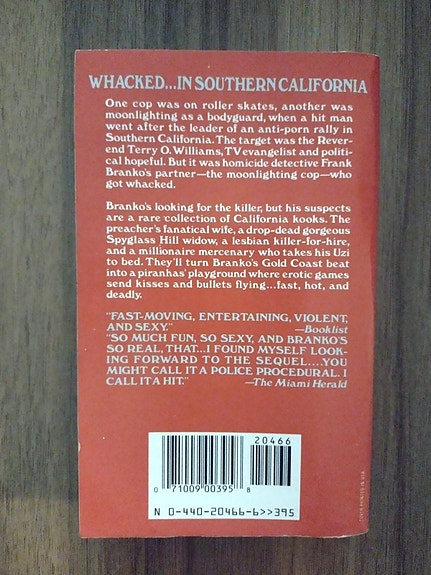 WHACKED...IN SOUTHERN CALIFORNIA
One cop was on roller skates, another was
moonlighting as a bodyguard, when a hit man
went after the leader of an anti-porn rally in
Southern California. The target was the Rever-
end Terry O. Williams, TV evangelist and politi-
cal hopeful. But it was homicide detective Frank
Branko's partner—the moonlighting cop—who
got whacked.
Branko's looking for the killer, but his suspects
are a rare collection of California kooks. The
preacher's fanatical wife, a drop-dead gorgeous
Spyglass Hill widow, a lesbian killer-for-hire,
and a millionaire mercenary who takes his Uzi
to bed. They'll turn Branko's Gold Coast beat
into a piranhas' playground where erotic games
send kisses and bullets flying...fast, hot, and
deadly.
"FAST-MOVING, ENTERTAINING, VIOLENT,
AND SEXY." —Booklist
"SO MUCH FUN, SO SEXY, AND BRANKO'S
SO REAL, THAT...I FOUND MYSELF LOOK-
ING FORWARD TO THE SEQUEL....YOU
MIGHT CALL IT A POLICE PROCEDURAL. I
CALL IT A HIT." —The Miami Herald
20466
0 71009 00395 8
N 0-440-20466-6>>395